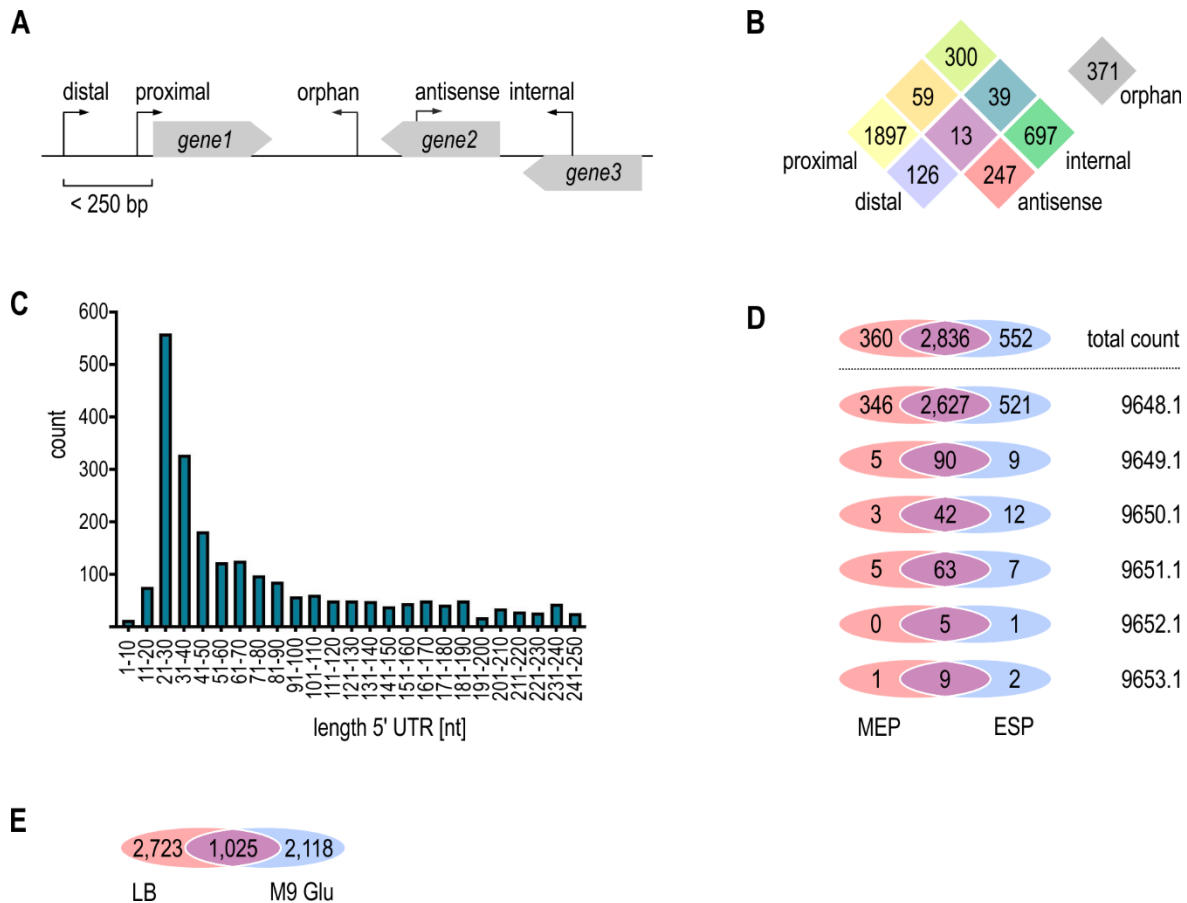 A
distal
proximal
orphan
antisense
internal
gene1
gene2
gene3
< 250 bp
B
300
371
orphan
59
39
1897
13
697
proximal
internal
126
247
distal
antisense
C
600
500
400
300
200
100
count
1-10
11-20
21-30
31-40
41-50
51-60
61-70
71-80
81-90
91-100
101-110
111-120
121-130
131-140
141-150
151-160
161-170
171-180
181-190
191-200
201-210
211-220
221-230
231-240
241-250
length 5' UTR [nt]
D
360 2,836 552 total count
346 2,627 521 9648.1
5 90 9 9649.1
3 42 12 9650.1
5 63 7 9651.1
0 5 1 9652.1
1 9 2 9653.1
MEP ESP
E
2,723 1,025 2,118
LB M9 Glu